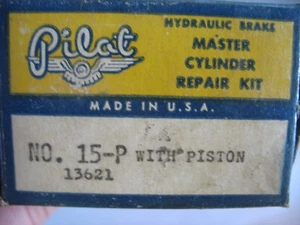 Pilot
HYDRAULIC BRAKE
MASTER
CYLINDER
REPAIR KIT
MADE IN U.S.A.
NO. 15-P WITH PISTON
13621